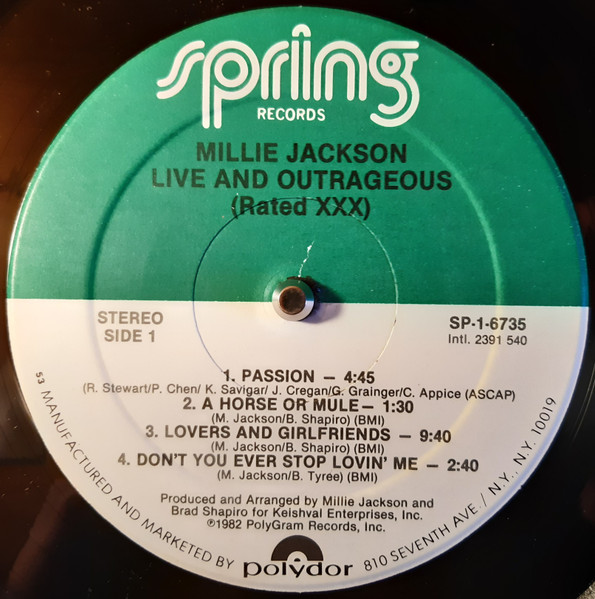 spring
RECORDS
MILLIE JACKSON
LIVE AND OUTRAGEOUS
(Rated XXX)
STEREO
SIDE 1
SP-1-6735
Intl. 2391 540
1. PASSION — 4:45
(R. Stewart/P. Chen/ K. Savigar/ J. Cregan/G. Grainger/C. Appice (ASCAP)
2. A HORSE OR MULE— 1:30
(M. Jackson/B. Shapiro) (BMI)
3. LOVERS AND GIRLFRIENDS — 9:40
(M. Jackson/B. Shapiro) (BMI)
4. DON'T YOU EVER STOP LOVIN' ME — 2:40
(M. Jackson/B. Tyree) (BMI)
Produced and Arranged by Millie Jackson and
Brad Shapiro for Keishval Enterprises, Inc.
℗1982 PolyGram Records, Inc.
53 MANUFACTURED AND MARKETED BY polydor 810 SEVENTH AVE./ N.Y., N.Y. 10019